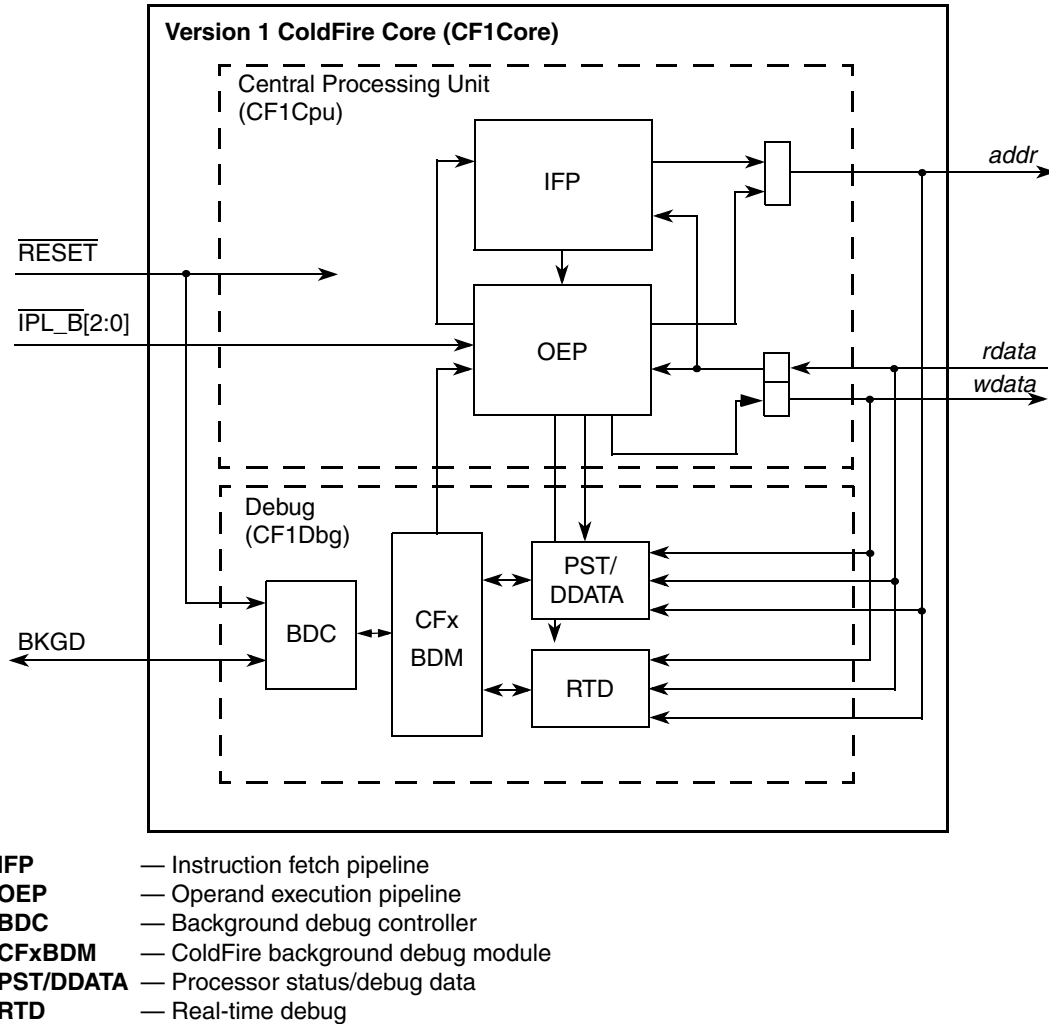 Version 1 ColdFire Core (CF1Core)
Central Processing Unit
(CF1Cpu)
IFP
addr
RESET
IPL_B[2:0]
OEP
rdata
wdata
Debug
(CF1Dbg)
PST/
DDATA
BDC
CFx
BDM
BKGD
RTD
IFP — Instruction fetch pipeline
OEP — Operand execution pipeline
BDC — Background debug controller
CFxBDM — ColdFire background debug module
PST/DDATA — Processor status/debug data
RTD — Real-time debug